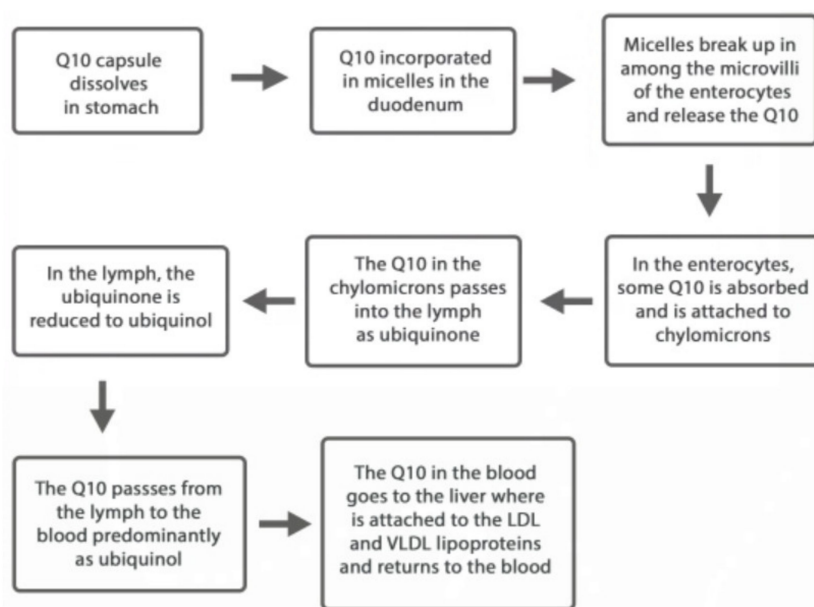 Q10 capsule
dissolves
in stomach
Q10 incorporated
in micelles in the
duodenum
Micelles break up in
among the microvilli
of the enterocytes
and release the Q10
In the enterocytes,
some Q10 is absorbed
and is attached to
chylomicrons
The Q10 in the
chylomicrons passes
into the lymph
as ubiquinone
In the lymph, the
ubiquinone is
reduced to ubiquinol
The Q10 passses from
the lymph to the
blood predominantly
as ubiquinol
The Q10 in the blood
goes to the liver where
is attached to the LDL
and VLDL lipoproteins
and returns to the blood